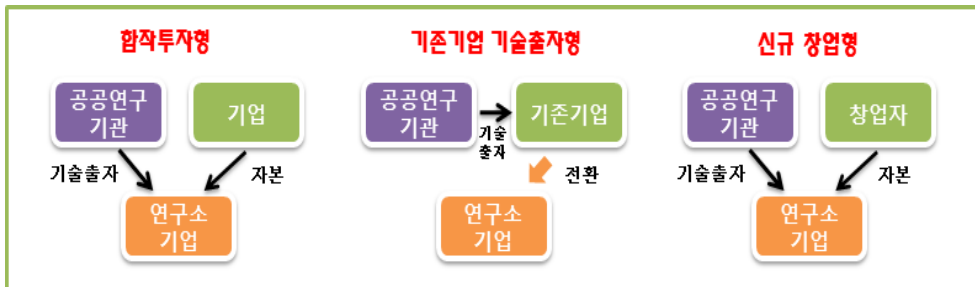 합작투자형
기존기업 기술출자형
신규 창업형
공공연구
기관
기업
기술출자
자본
연구소
기업
공공연구
기관
기술
출자
기존기업
전환
연구소
기업
공공연구
기관
창업자
기술출자
자본
연구소
기업